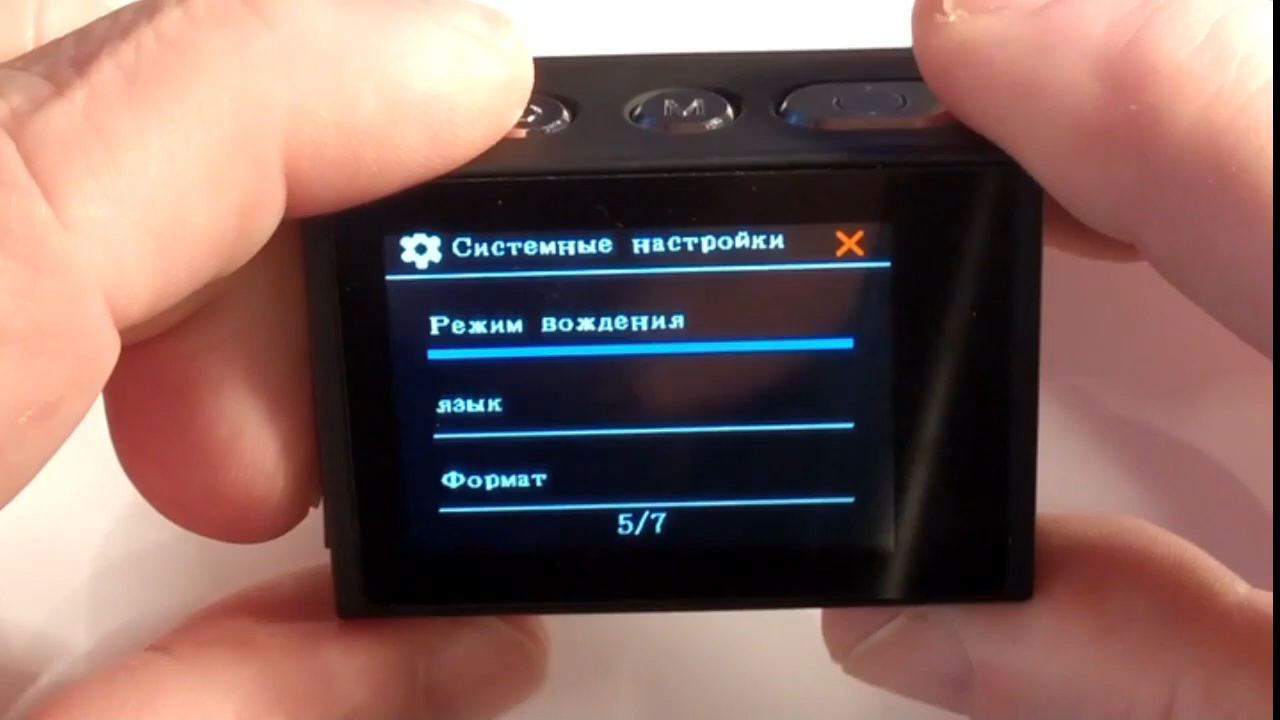 M
Системные настройки
Режим вождения
язык
Формат
5/7